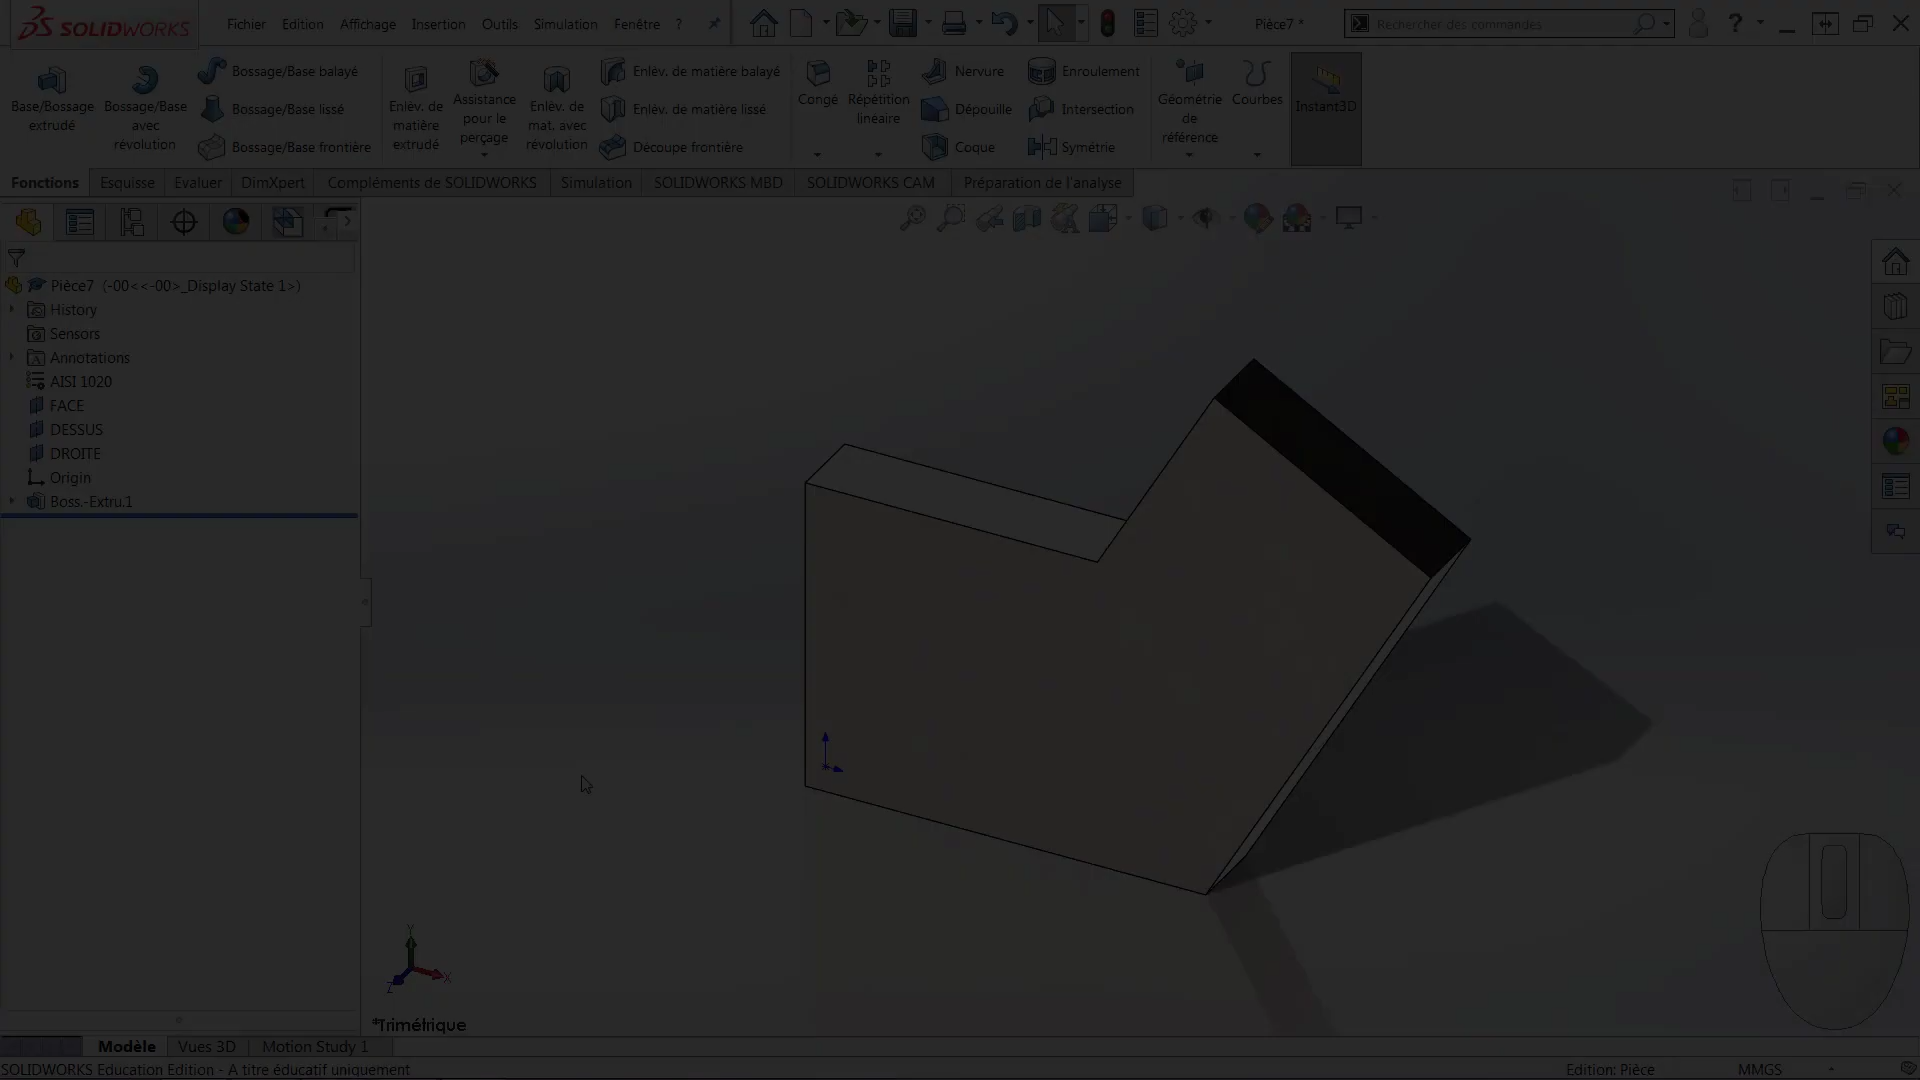 SOLIDWORKS
Fichier Edition Affichage Insertion Outils Simulation Fenêtre ?
Pièce7 *
Rechercher des commandes
?
Base/Bossage extrudé
Bossage/Base avec révolution
Bossage/Base balayé
Bossage/Base lissé
Bossage/Base frontière
Enlèv. de matière extrudé
Assistance pour le perçage
Enlèv. de mat. avec révolution
Enlèv. de matière balayé
Enlèv. de matière lissé
Découpe frontière
Congé
Répétition linéaire
Nervure
Dépouille
Coque
Enroulement
Intersection
Symétrie
Géométrie de référence
Courbes
Instant3D
Fonctions Esquisse Evaluer DimXpert Compléments de SOLIDWORKS Simulation SOLIDWORKS MBD SOLIDWORKS CAM Préparation de l'analyse
Pièce7 (-00<<-00>_Display State 1>)
History
Sensors
Annotations
AISI 1020
FACE
DESSUS
DROITE
Origin
Boss.-Extru.1
Y
X
Z
*Trimétrique
Modèle Vues 3D Motion Study 1
SOLIDWORKS Education Edition - A titre éducatif uniquement
Edition: Pièce
MMGS